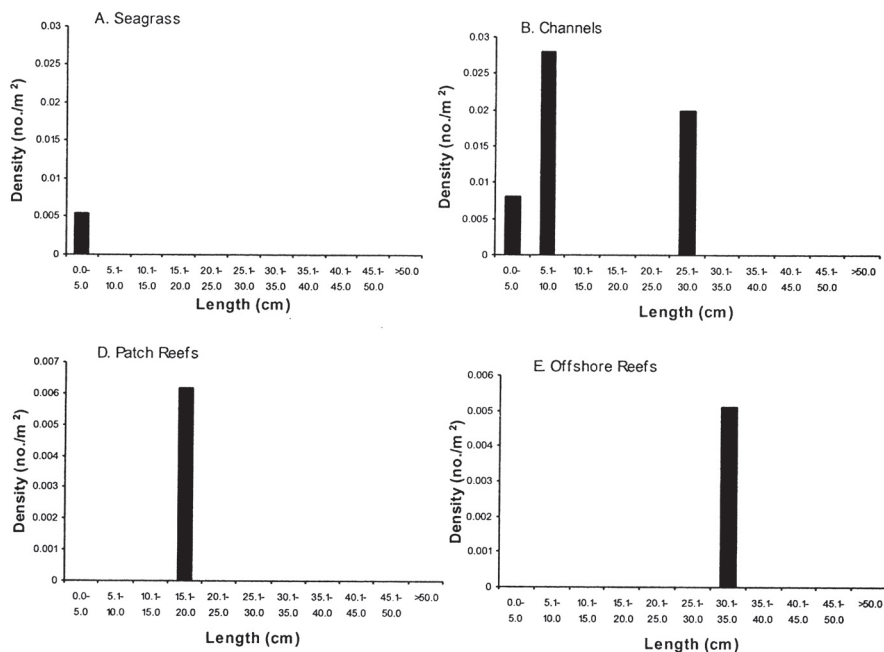 A. Seagrass
Density (no./m²)
0.03
0.025
0.02
0.015
0.01
0.005
0
0.0- 5.1- 10.1- 15.1- 20.1- 25.1- 30.1- 35.1- 40.1- 45.1- >50.0
5.0 10.0 15.0 20.0 25.0 30.0 35.0 40.0 45.0 50.0
Length (cm)
B. Channels
Density (no./m²)
0.03
0.025
0.02
0.015
0.01
0.005
0
0.0- 5.1- 10.1- 15.1- 20.1- 25.1- 30.1- 35.1- 40.1- 45.1- >50.0
5.0 10.0 15.0 20.0 25.0 30.0 35.0 40.0 45.0 50.0
Length (cm)
D. Patch Reefs
Density (no./m²)
0.007
0.006
0.005
0.004
0.003
0.002
0.001
0
0.0- 5.1- 10.1- 15.1- 20.1- 25.1- 30.1- 35.1- 40.1- 45.1- >50.0
5.0 10.0 15.0 20.0 25.0 30.0 35.0 40.0 45.0 50.0
Length (cm)
E. Offshore Reefs
Density (no./m²)
0.006
0.005
0.004
0.003
0.002
0.001
0
0.0- 5.1- 10.1- 15.1- 20.1- 25.1- 30.1- 35.1- 40.1- 45.1- >50.0
5.0 10.0 15.0 20.0 25.0 30.0 35.0 40.0 45.0 50.0
Length (cm)